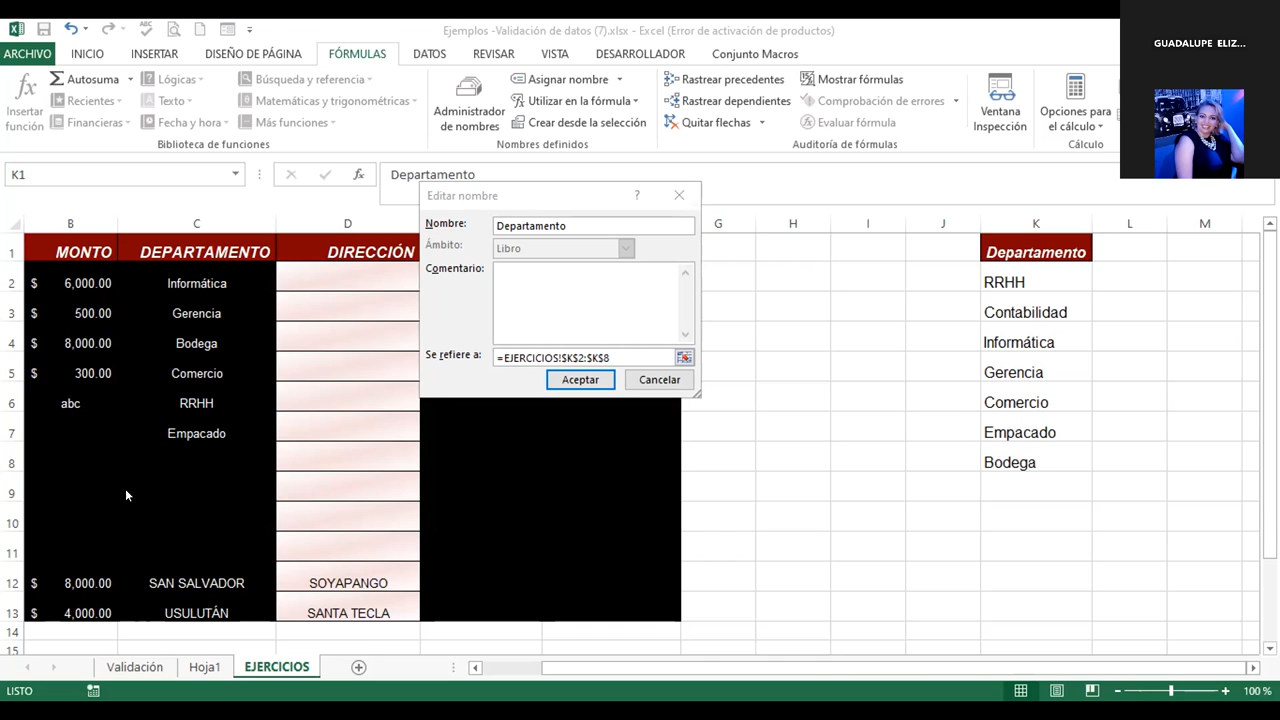 Ejemplos -Validación de datos (7).xlsx - Excel (Error de activación de productos)
GUADALUPE ELIZ...
ARCHIVO INICIO INSERTAR DISEÑO DE PÁGINA FÓRMULAS DATOS REVISAR VISTA DESARROLLADOR Conjunto Macros
Insertar función
Autosuma
Recientes
Financieras
Lógicas
Texto
Fecha y hora
Búsqueda y referencia
Matemáticas y trigonométricas
Más funciones
Biblioteca de funciones
Administrador de nombres
Asignar nombre
Utilizar en la fórmula
Crear desde la selección
Nombres definidos
Rastrear precedentes
Rastrear dependientes
Quitar flechas
Mostrar fórmulas
Comprobación de errores
Evaluar fórmula
Auditoría de fórmulas
Ventana Inspección
Opciones para el cálculo
Cálculo
K1 fx Departamento
Editar nombre ?
Nombre: Departamento
Ámbito: Libro
Comentario:
Se refiere a: =EJERCICIOS!$K$2:$K$8
Aceptar Cancelar
B C D G H I J K L M
1 MONTO DEPARTAMENTO DIRECCIÓN Departamento
2 $ 6,000.00 Informática RRHH
3 $ 500.00 Gerencia Contabilidad
4 $ 8,000.00 Bodega Informática
5 $ 300.00 Comercio Gerencia
6 abc RRHH Comercio
7 Empacado Empacado
8 Bodega
9
10
11
12 $ 8,000.00 SAN SALVADOR SOYAPANGO
13 $ 4,000.00 USULUTÁN SANTA TECLA
14
15
Validación Hoja1 EJERCICIOS
LISTO 100 %